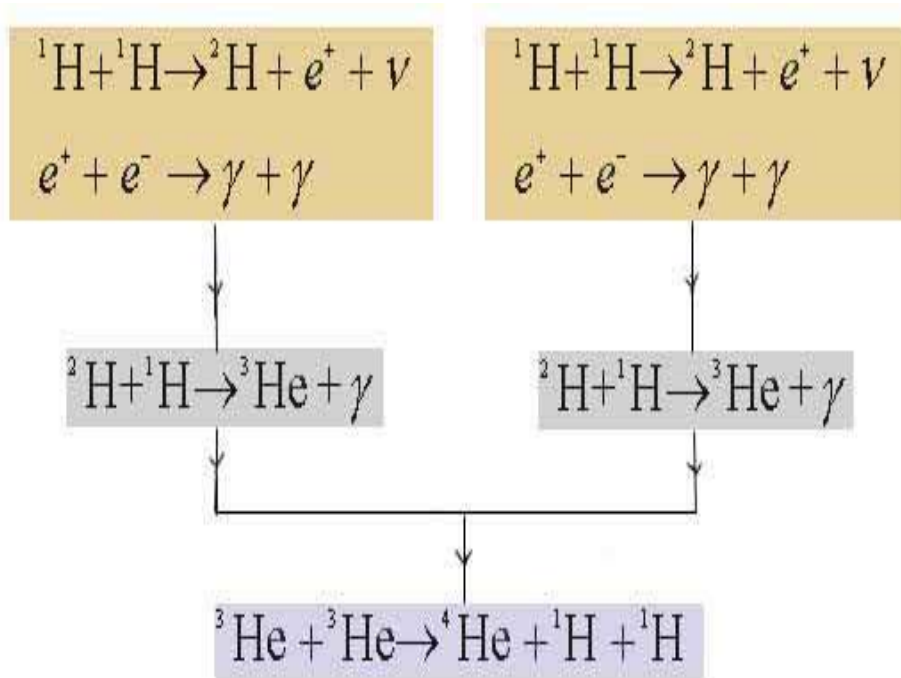 ¹H+¹H→²H + e⁺ + ν
e⁺ + e⁻ → γ + γ
¹H+¹H→²H + e⁺ + ν
e⁺ + e⁻ → γ + γ
²H+¹H→³He + γ
²H+¹H→³He + γ
³He + ³He→⁴He + ¹H + ¹H